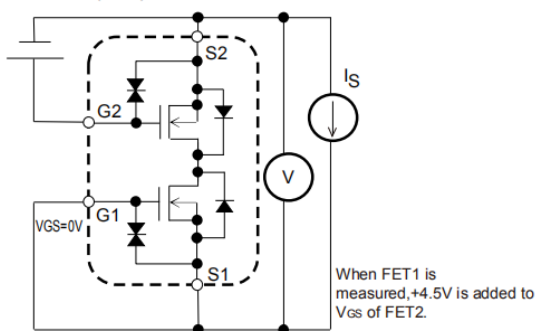 S2
IS
G2
V
G1
VGS=0V
S1
When FET1 is
measured,+4.5V is added to
VGS of FET2.